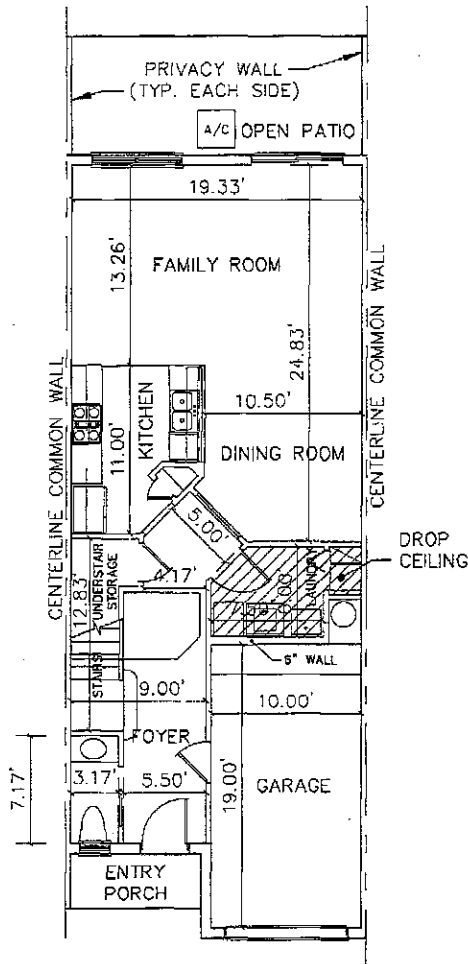 PRIVACY WALL
(TYP. EACH SIDE)
A/C
OPEN PATIO
19.33'
13.26'
FAMILY ROOM
24.83'
CENTERLINE COMMON WALL
CENTERLINE COMMON WALL
KITCHEN
11.00'
10.50'
DINING ROOM
5.00'
DROP
CEILING
4.17'
LAUNDRY
UNDERSTAIR
STORAGE
12.83'
STAIRS
6" WALL
9.00'
10.00'
FOYER
7.17'
3.17'
5.50'
19.00'
GARAGE
ENTRY
PORCH